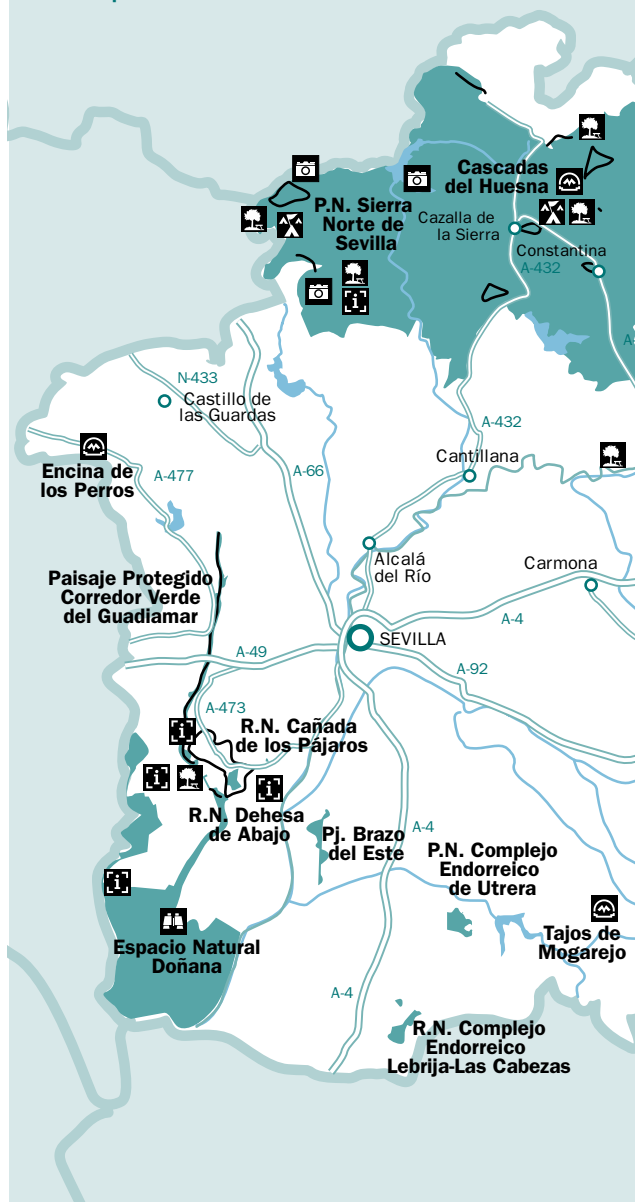 Cascadas
del Huesna
P.N. Sierra
Norte de
Sevilla
Cazalla de
la Sierra
Constantina
A-432
N-433
Castillo de
las Guardas
A-432
Cantillana
Encina de
los Perros
A-477
A-66
Alcalá
del Río
Carmona
Paisaje Protegido
Corredor Verde
del Guadiamar
A-4
SEVILLA
A-49
A-92
A-473
R.N. Cañada
de los Pájaros
R.N. Dehesa
de Abajo
Pj. Brazo
del Este
A-4
P.N. Complejo
Endorreico
de Utrera
Espacio Natural
Doñana
Tajos de
Mogarejo
A-4
R.N. Complejo
Endorreico
Lebrija-Las Cabezas